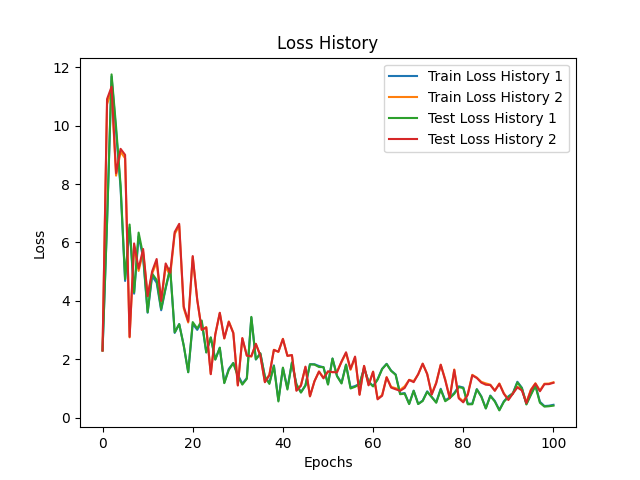 Loss History
Train Loss History 1
Train Loss History 2
Test Loss History 1
Test Loss History 2
Loss
12
10
8
6
4
2
0
0 20 40 60 80 100
Epochs